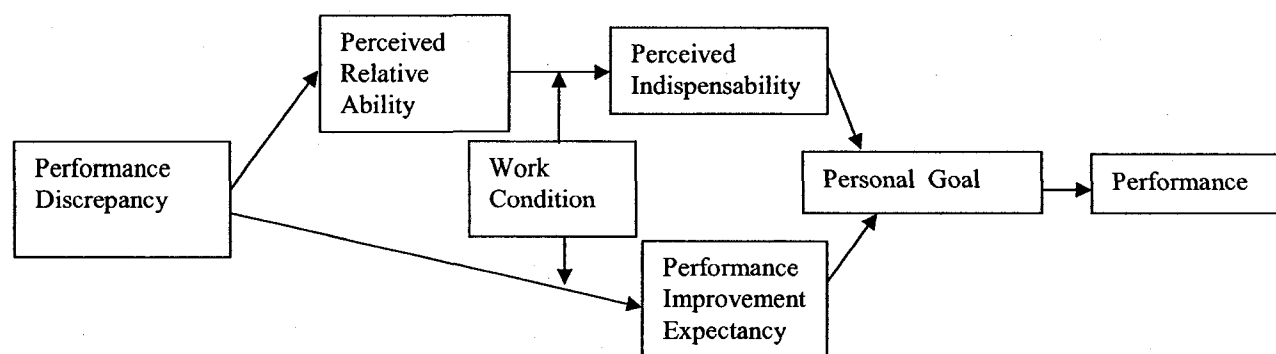 Perceived
Relative
Ability
Perceived
Indispensability
Performance
Discrepancy
Work
Condition
Personal Goal
Performance
Performance
Improvement
Expectancy